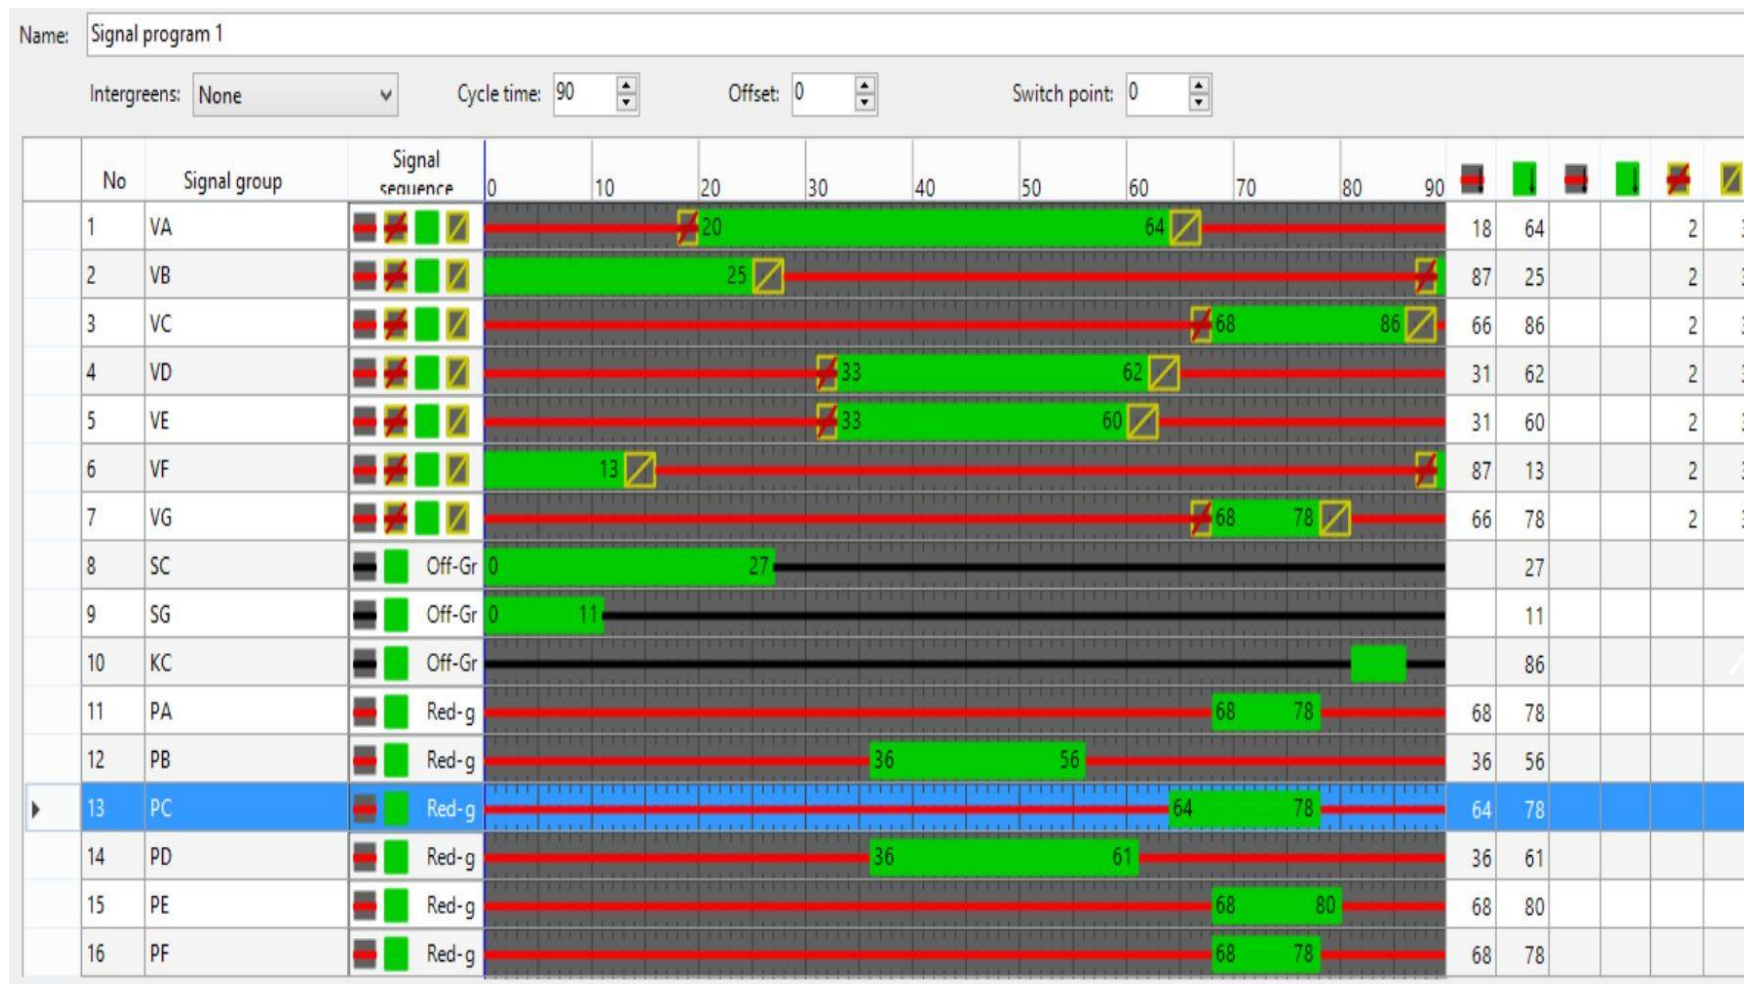 Name: Signal program 1
Intergreens: None Cycle time: 90 Offset: 0 Switch point: 0
No Signal group Signal sequence 0 10 20 30 40 50 60 70 80 90
1 VA 20 64 18 64 2
2 VB 25 87 25 2
3 VC 68 86 66 86 2
4 VD 33 62 31 62 2
5 VE 33 60 31 60 2
6 VF 13 87 13 2
7 VG 68 78 66 78 2
8 SC Off-Gr 0 27 27
9 SG Off-Gr 0 11 11
10 KC Off-Gr 86
11 PA Red-g 68 78 68 78
12 PB Red-g 36 56 36 56
13 PC Red-g 64 78 64 78
14 PD Red-g 36 61 36 61
15 PE Red-g 68 80 68 80
16 PF Red-g 68 78 68 78